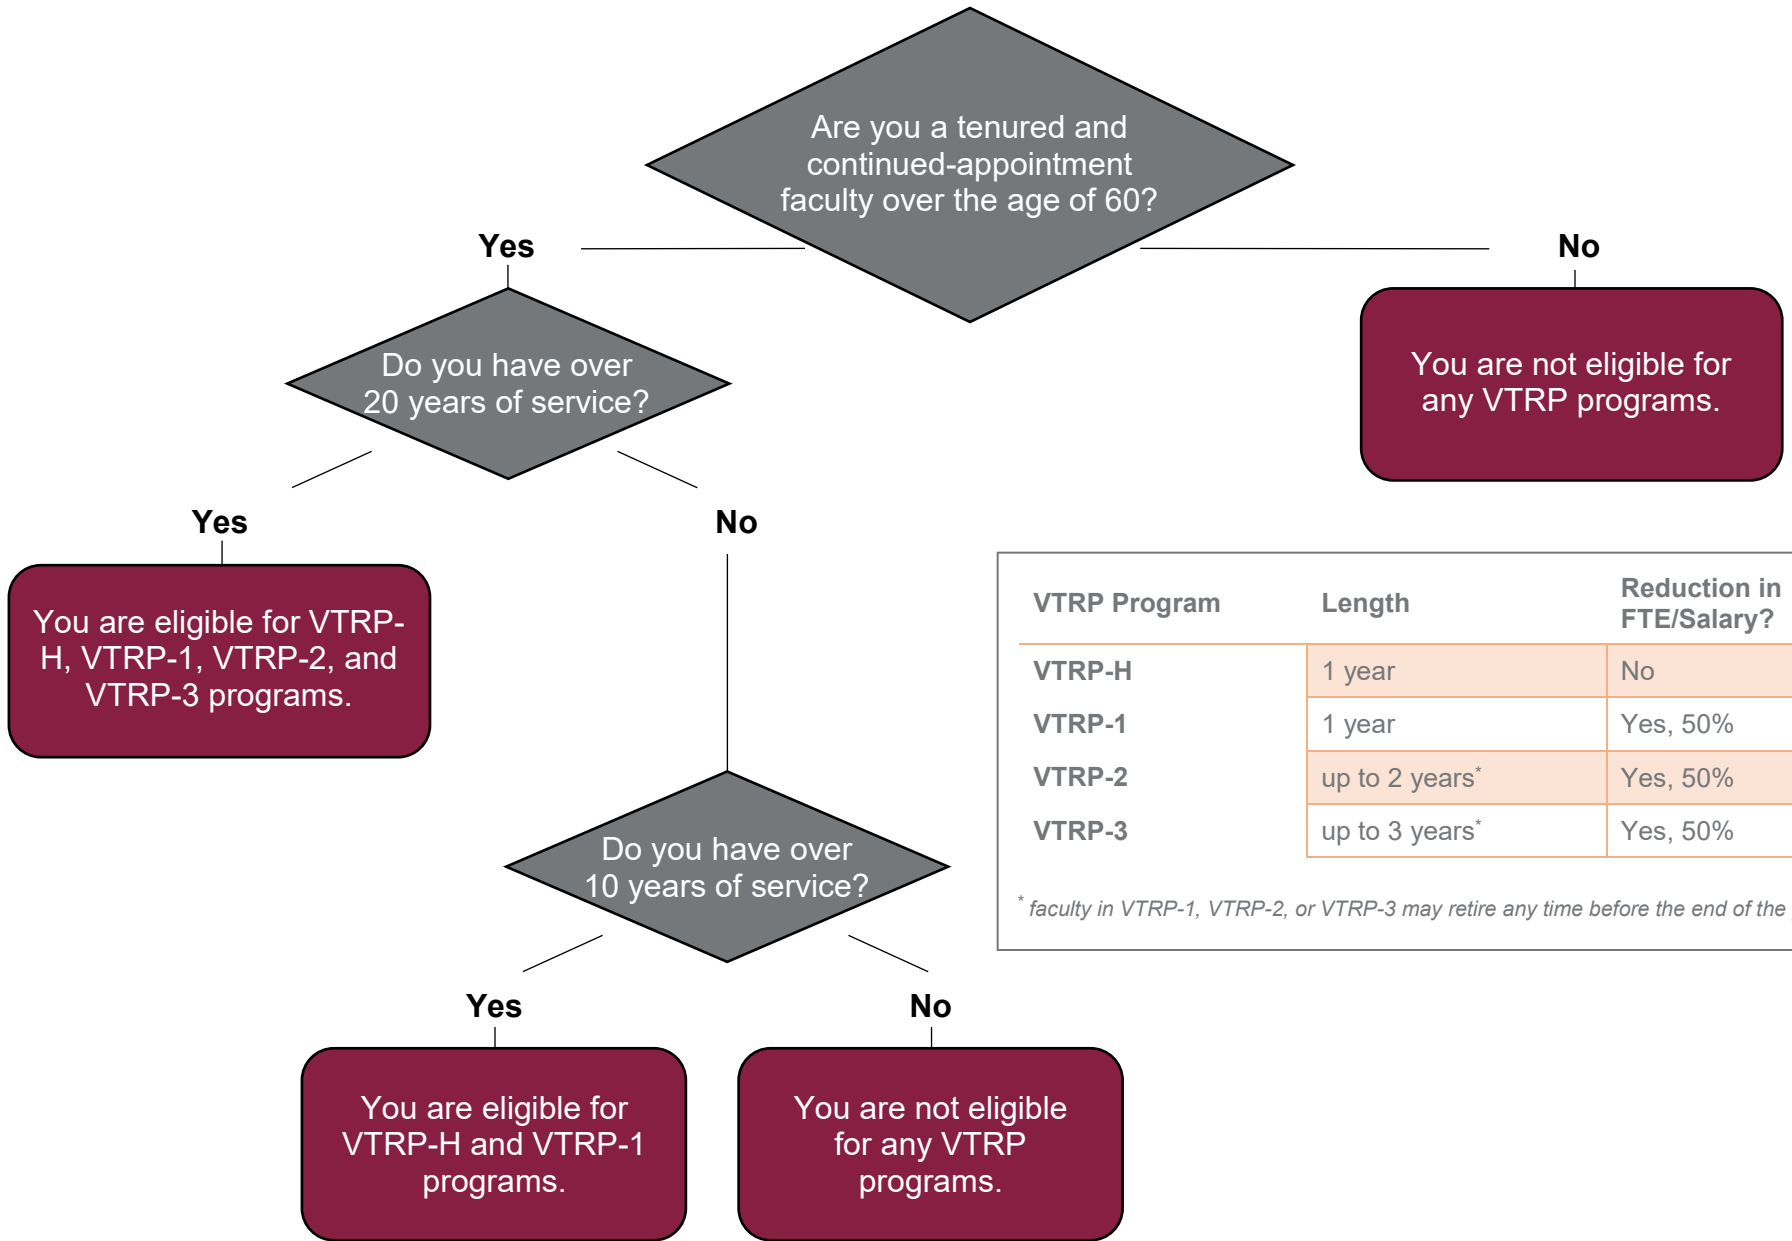 Are you a tenured and
continued-appointment
faculty over the age of 60?
Yes
No
Do you have over
20 years of service?
You are not eligible for
any VTRP programs.
Yes
No
You are eligible for VTRP-
H, VTRP-1, VTRP-2, and
VTRP-3 programs.
VTRP Program Length Reduction in
FTE/Salary?
VTRP-H 1 year No
VTRP-1 1 year Yes, 50%
VTRP-2 up to 2 years* Yes, 50%
VTRP-3 up to 3 years* Yes, 50%
* faculty in VTRP-1, VTRP-2, or VTRP-3 may retire any time before the end of the
Do you have over
10 years of service?
Yes
No
You are eligible for
VTRP-H and VTRP-1
programs.
You are not eligible
for any VTRP
programs.